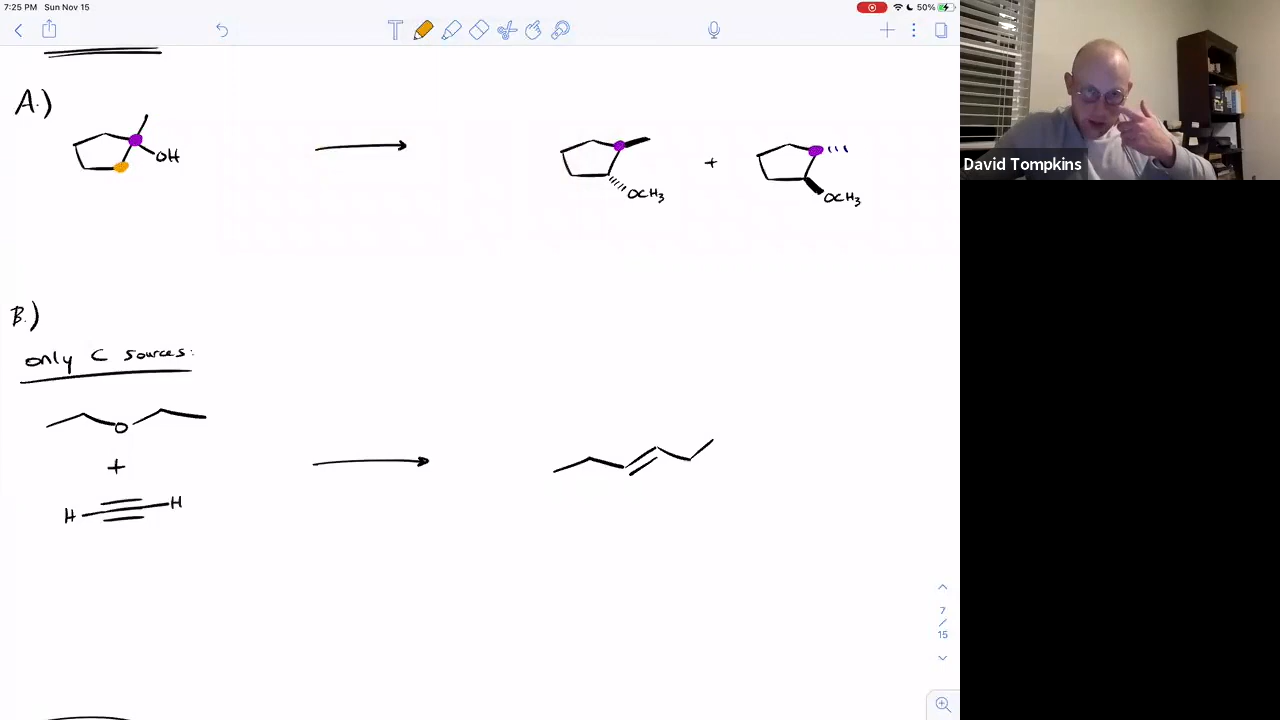 7:25 PM Sun Nov 15
50%
T
David Tompkins
A.)
OH
+
OCH3
OCH3
B.)
only C sources:
O
+
H H
7
/
15